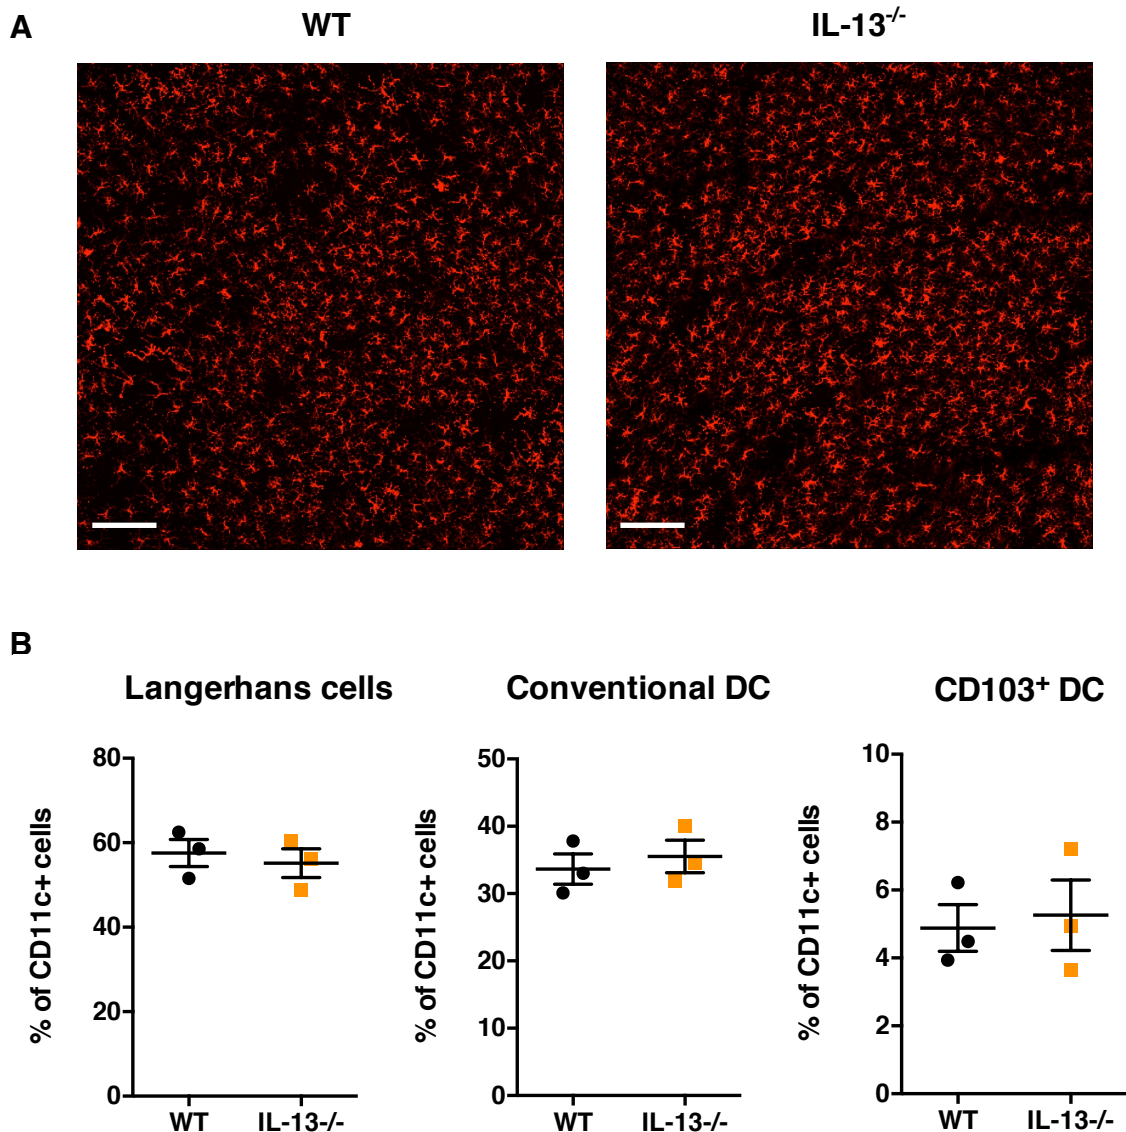 A
WT
IL-13-/-
B
Langerhans cells
Conventional DC
CD103+ DC
% of CD11c+ cells
80
60
40
20
0
WT
IL-13-/-
% of CD11c+ cells
50
40
30
20
10
0
WT
IL-13-/-
% of CD11c+ cells
10
8
6
4
2
0
WT
IL-13-/-